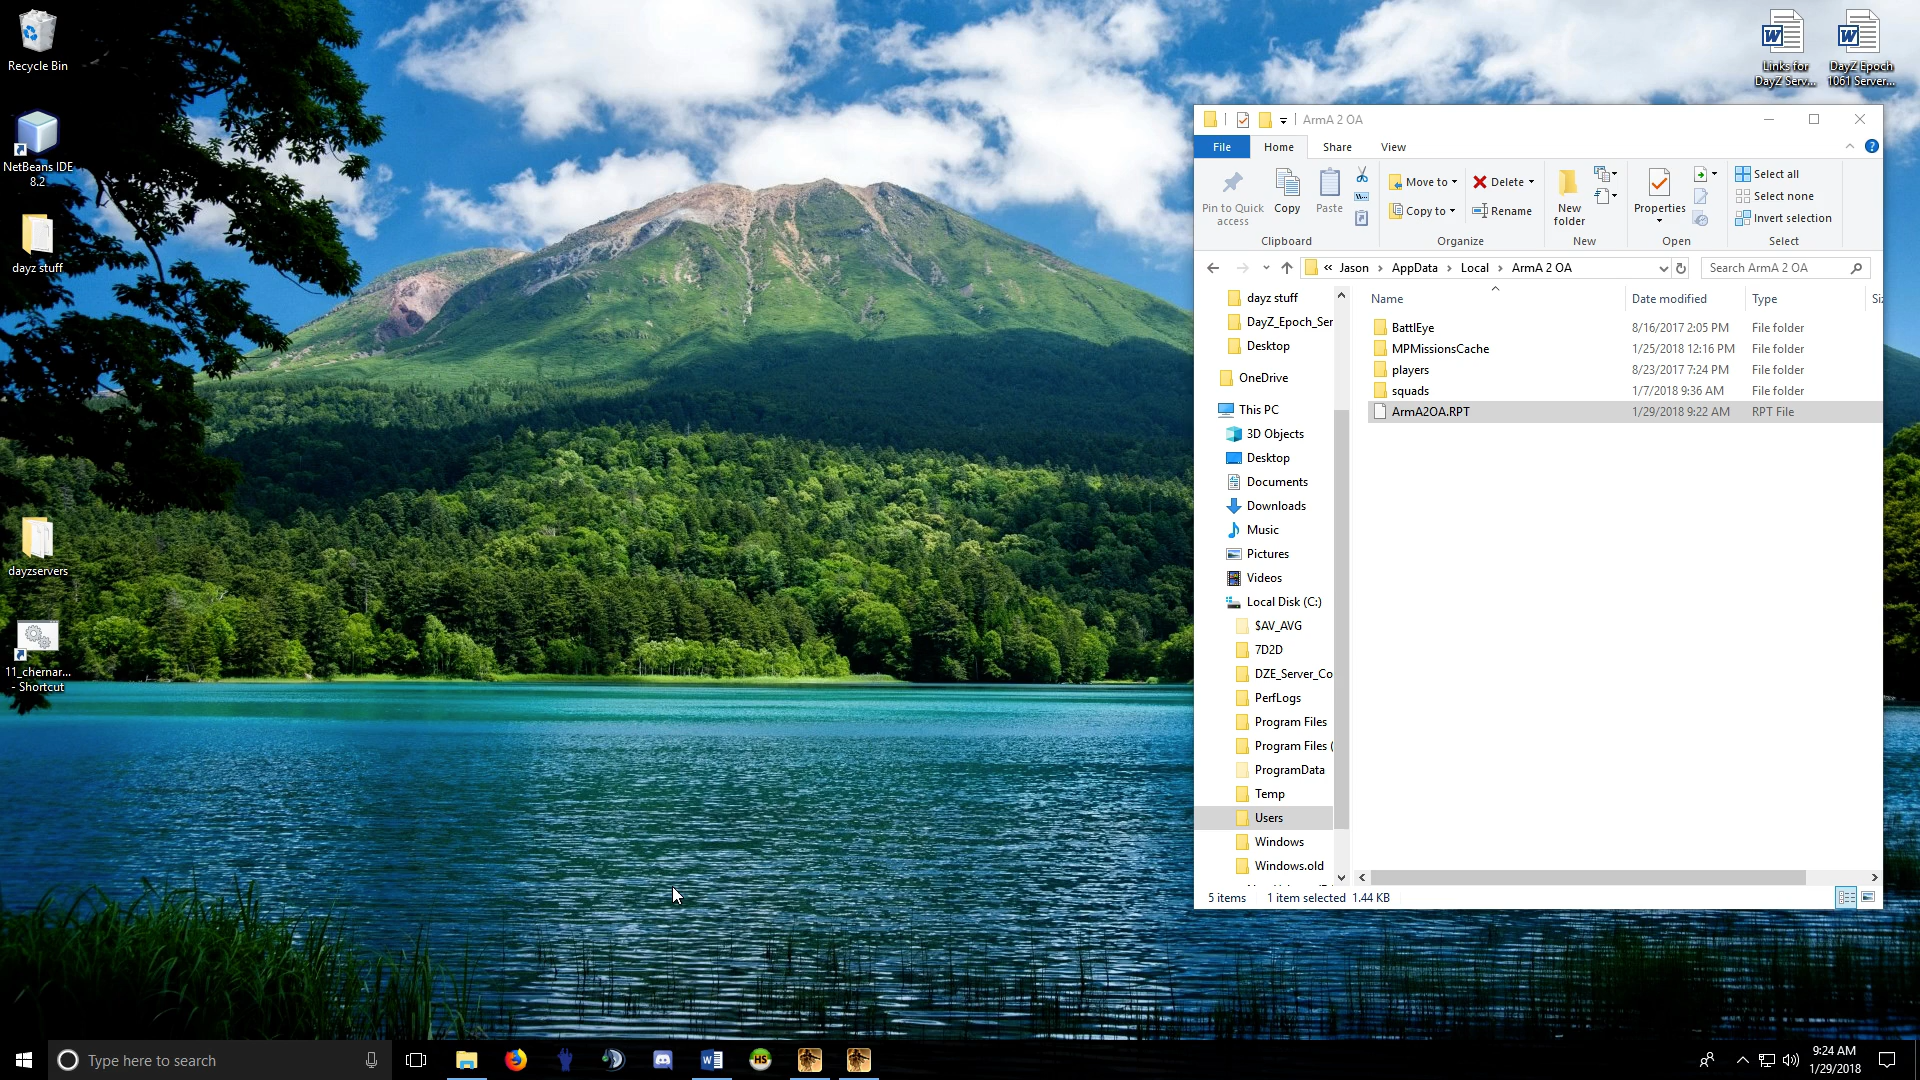 Recycle Bin
NetBeans IDE
8.2
dayz stuff
dayzservers
11_chernar...
- Shortcut
Links for
DayZ Serv...
DayZ Epoch
1061 Server...
ArmA 2 OA
File
Home
Share
View
Pin to Quick
access
Copy
Paste
Clipboard
Move to
Copy to
Delete
Rename
Organize
New
folder
New
Properties
Open
Select all
Select none
Invert selection
Select
« Jason > AppData > Local > ArmA 2 OA
Search ArmA 2 OA
dayz stuff
DayZ_Epoch_Ser
Desktop
OneDrive
This PC
3D Objects
Desktop
Documents
Downloads
Music
Pictures
Videos
Local Disk (C:)
$AV_AVG
7D2D
DZE_Server_Co
PerfLogs
Program Files
Program Files (
ProgramData
Temp
Users
Windows
Windows.old
Name Date modified Type Siz
BattlEye 8/16/2017 2:05 PM File folder
MPMissionsCache 1/25/2018 12:16 PM File folder
players 8/23/2017 7:24 PM File folder
squads 1/7/2018 9:36 AM File folder
ArmA2OA.RPT 1/29/2018 9:22 AM RPT File
5 items 1 item selected 1.44 KB
Type here to search
HS
9:24 AM
1/29/2018